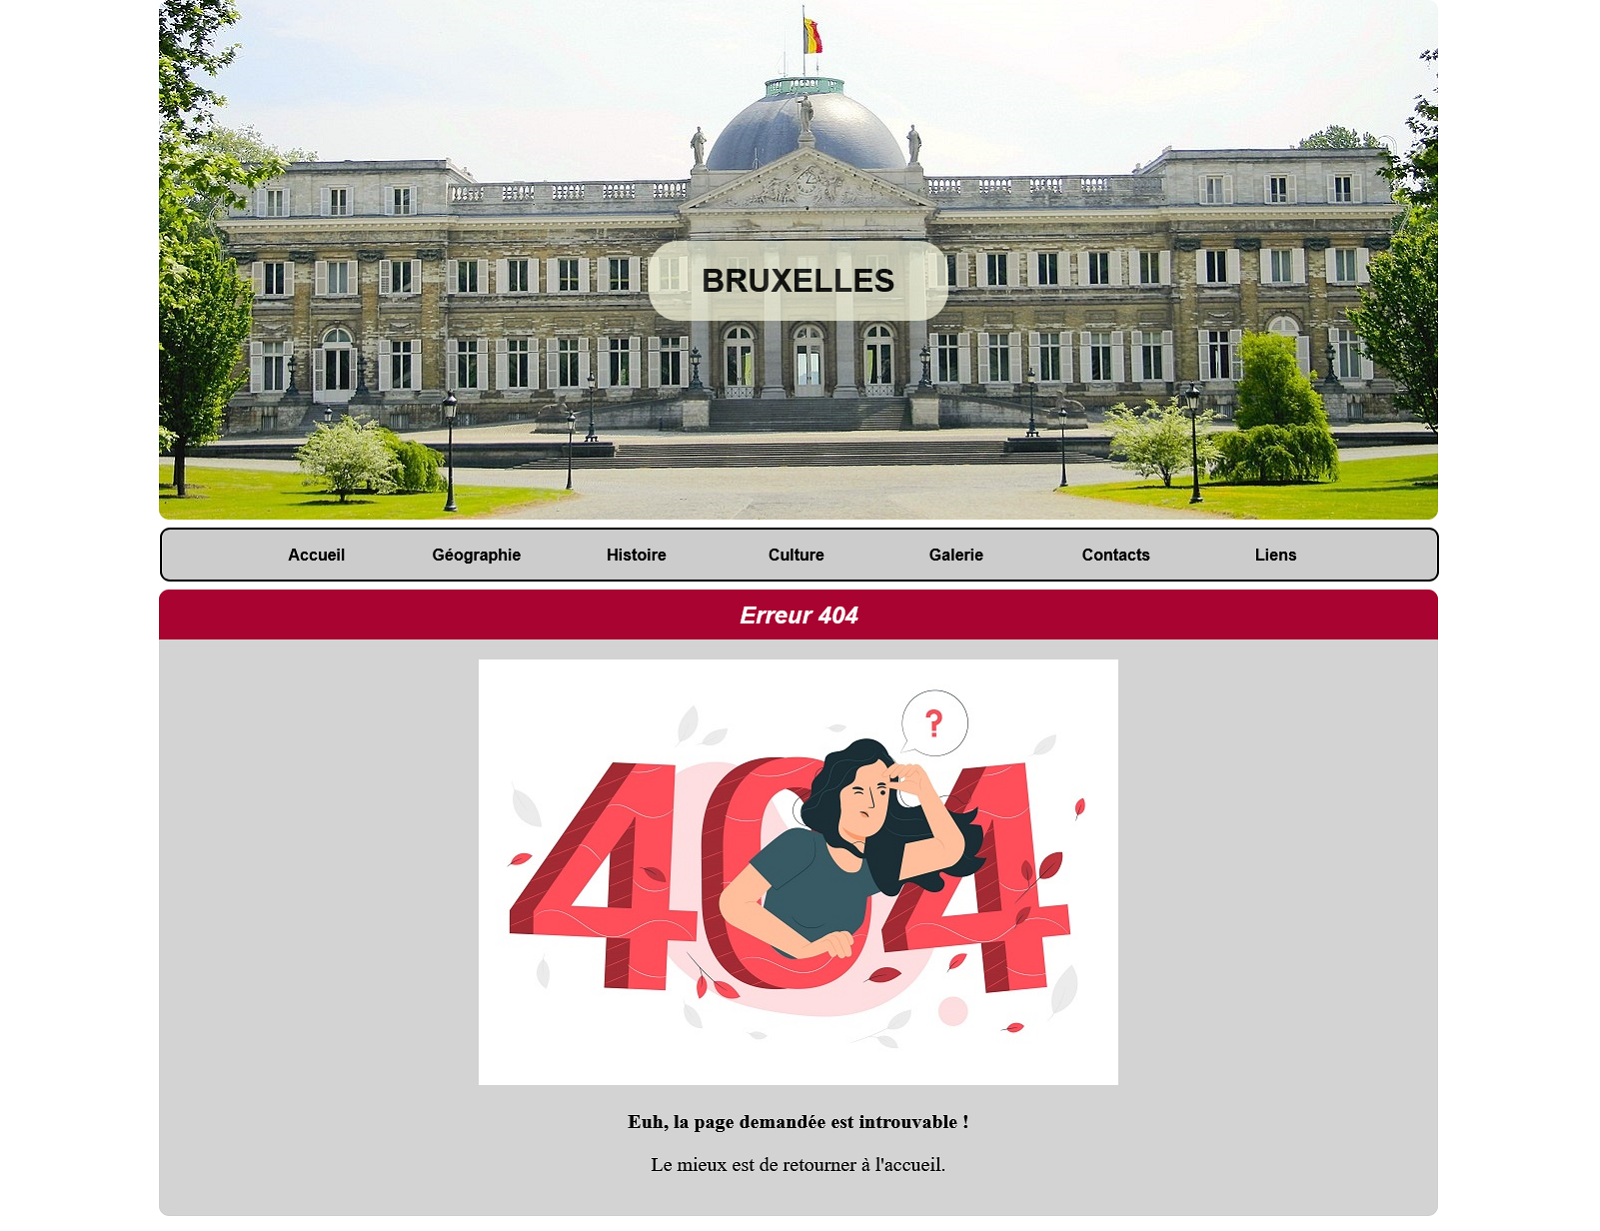 BRUXELLES
Accueil Géographie Histoire Culture Galerie Contacts Liens
Erreur 404
?
404
Euh, la page demandée est introuvable !
Le mieux est de retourner à l'accueil.